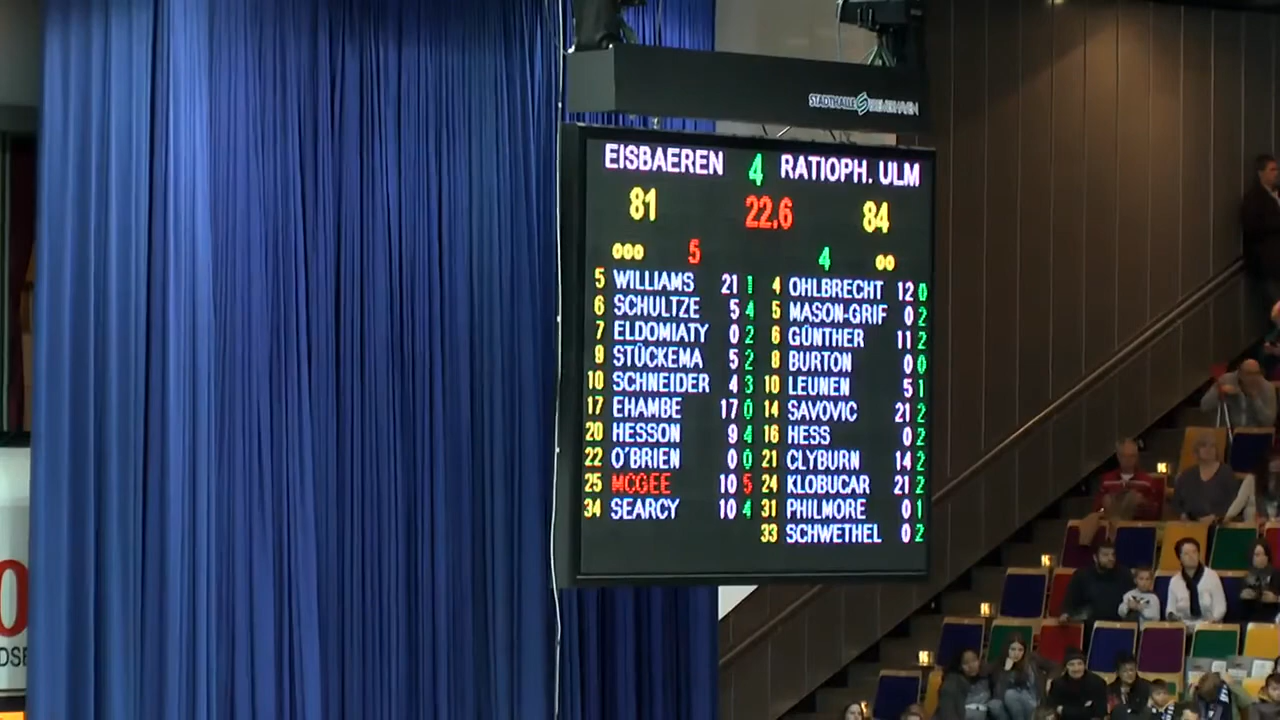 STADTHALLE BREMERHAVEN
EISBAEREN 4 RATIOPH. ULM
81 22.6 84
ooo 5 4 oo
5 WILLIAMS 21 1 4 OHLBRECHT 12 0
6 SCHULTZE 5 4 5 MASON-GRIF 0 2
7 ELDOMIATY 0 2 6 GÜNTHER 11 2
9 STÜCKEMA 5 2 8 BURTON 0 0
10 SCHNEIDER 4 3 10 LEUNEN 5 1
17 EHAMBE 17 0 14 SAVOVIC 21 2
20 HESSON 9 4 16 HESS 0 2
22 O'BRIEN 0 0 21 CLYBURN 14 2
25 MCGEE 10 5 24 KLOBUCAR 21 2
34 SEARCY 10 4 31 PHILMORE 0 1
33 SCHWETHEL 0 2